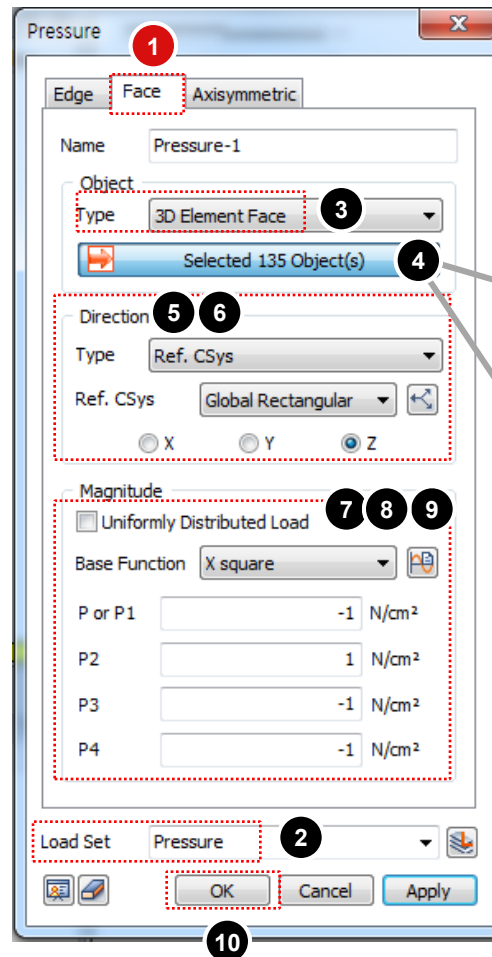 Pressure
1
Edge Face Axisymmetric
Name Pressure-1
Object
Type 3D Element Face 3
Selected 135 Object(s) 4
Direction 5 6
Type Ref. CSys
Ref. CSys Global Rectangular
X Y Z
Magnitude
Uniformly Distributed Load 7 8 9
Base Function X square
P or P1 -1 N/cm²
P2 1 N/cm²
P3 -1 N/cm²
P4 -1 N/cm²
Load Set Pressure 2
OK Cancel Apply
10